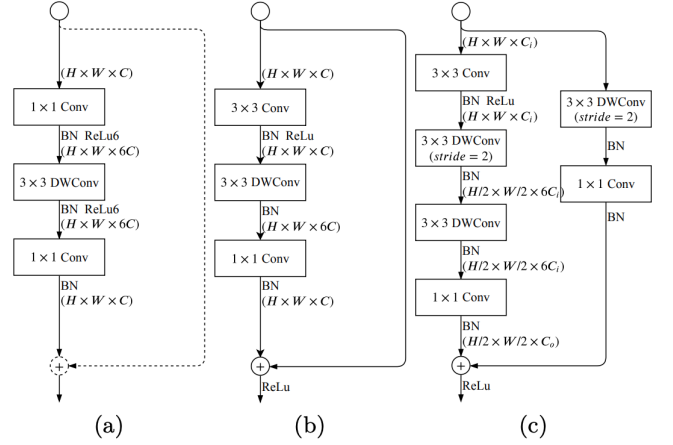 (H × W × C)
1 × 1 Conv
BN ReLu6
(H × W × 6C)
3 × 3 DWConv
BN ReLu6
(H × W × 6C)
1 × 1 Conv
BN
(H × W × C)
+
(a)
(H × W × C)
3 × 3 Conv
BN ReLu
(H × W × C)
3 × 3 DWConv
BN
(H × W × 6C)
1 × 1 Conv
BN
(H × W × C)
+
ReLu
(b)
(H × W × C_i)
3 × 3 Conv
BN ReLu
(H × W × C_i)
3 × 3 DWConv
(stride = 2)
BN
(H/2 × W/2 × 6C_i)
3 × 3 DWConv
BN
(H/2 × W/2 × 6C_i)
1 × 1 Conv
BN
(H/2 × W/2 × C_o)
3 × 3 DWConv
(stride = 2)
BN
1 × 1 Conv
BN
+
ReLu
(c)